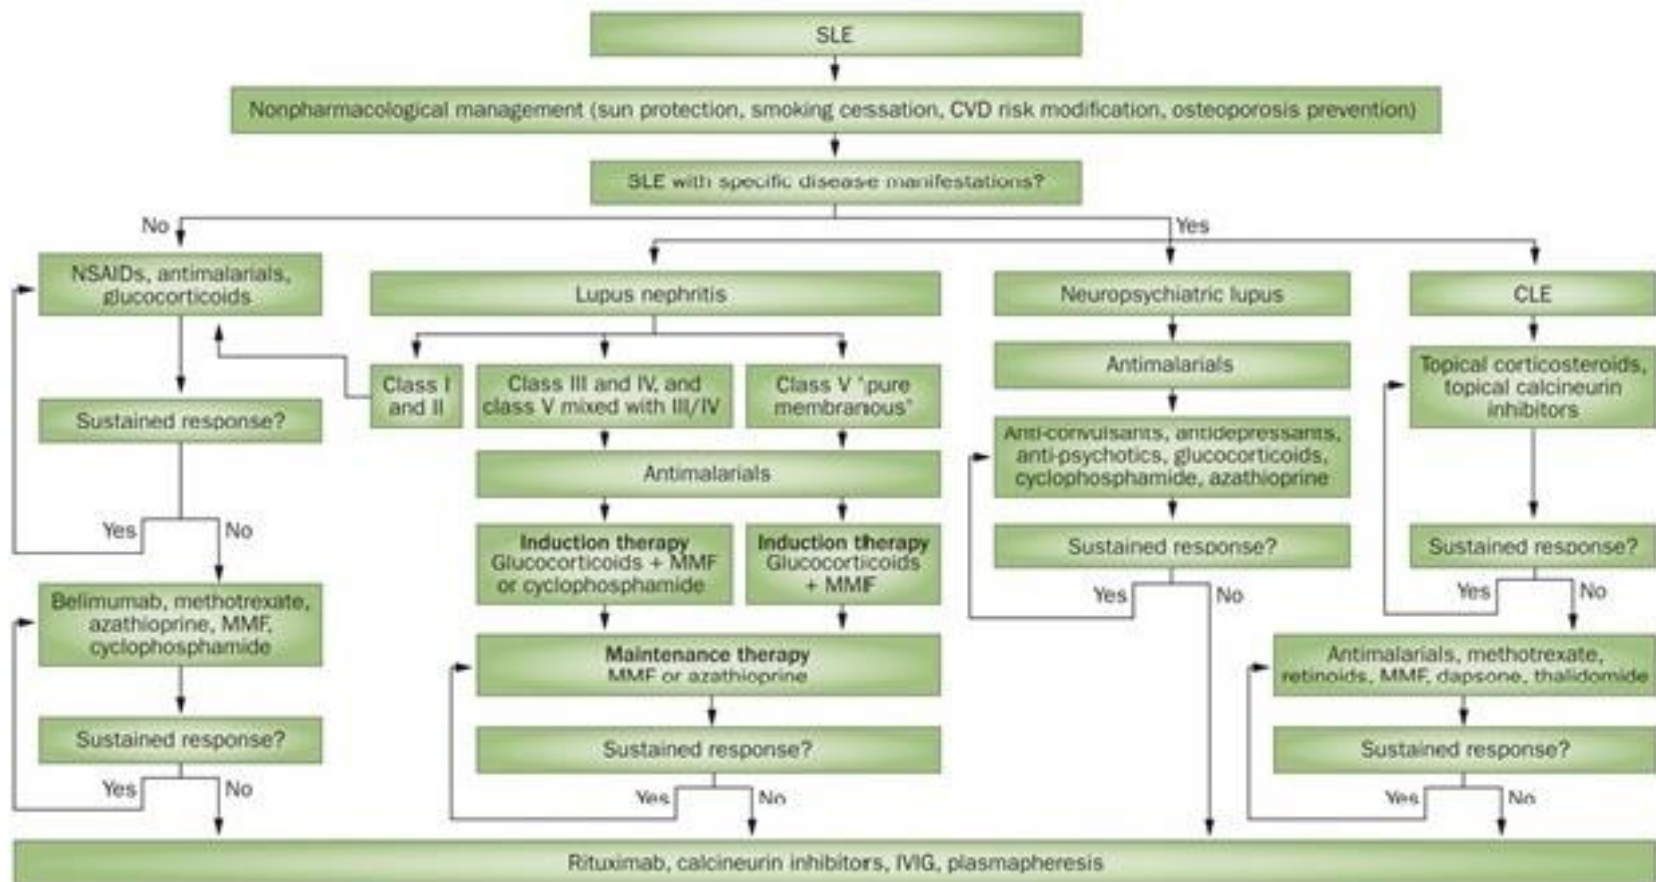 SLE
Nonpharmacological management (sun protection, smoking cessation, CVD risk modification, osteoporosis prevention)
SLE with specific disease manifestations?
No
Yes
NSAIDs, antimalarials,
glucocorticoids
Lupus nephritis
Neuropsychiatric lupus
CLE
Class I
and II
Class III and IV, and
class V mixed with III/IV
Class V "pure
membranous"
Antimalarials
Topical corticosteroids,
topical calcineurin
inhibitors
Sustained response?
Antimalarials
Anti-convulsants, antidepressants,
anti-psychotics, glucocorticoids,
cyclophosphamide, azathioprine
Yes
No
Induction therapy
Glucocorticoids + MMF
or cyclophosphamide
Induction therapy
Glucocorticoids
+ MMF
Sustained response?
Sustained response?
Yes
No
Yes
No
Belimumab, methotrexate,
azathioprine, MMF,
cyclophosphamide
Maintenance therapy
MMF or azathioprine
Antimalarials, methotrexate,
retinoids, MMF, dapsone, thalidomide
Sustained response?
Sustained response?
Sustained response?
Yes
No
Yes
No
Yes
No
Rituximab, calcineurin inhibitors, IVIG, plasmapheresis